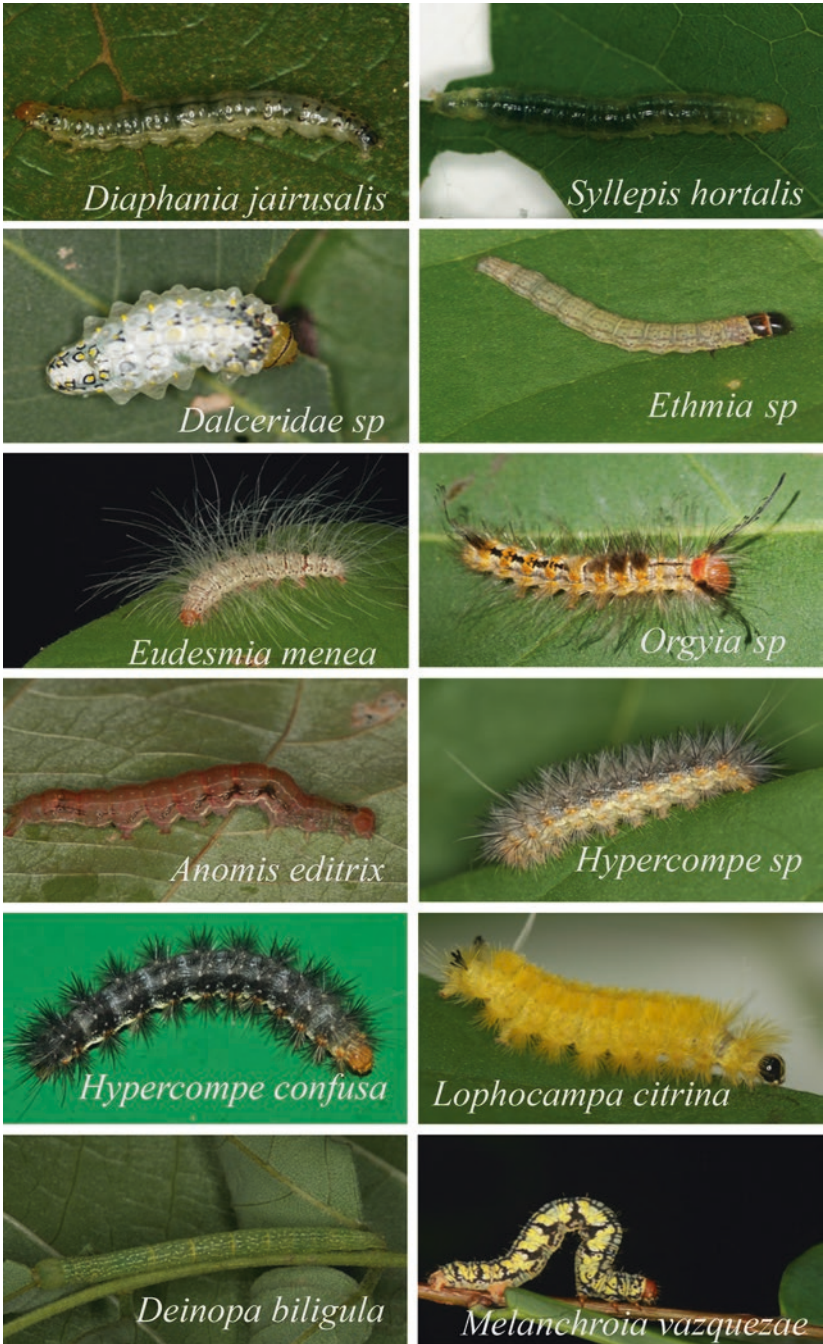 Diaphania jairusalis
Syllepis hortalis
Dalceridae sp
Ethmia sp
Eudesmia menea
Orgyia sp
Anomis editrix
Hypercompe sp
Hypercompe confusa
Lophocampa citrina
Deinopa biligula
Melanchroia vazquezae